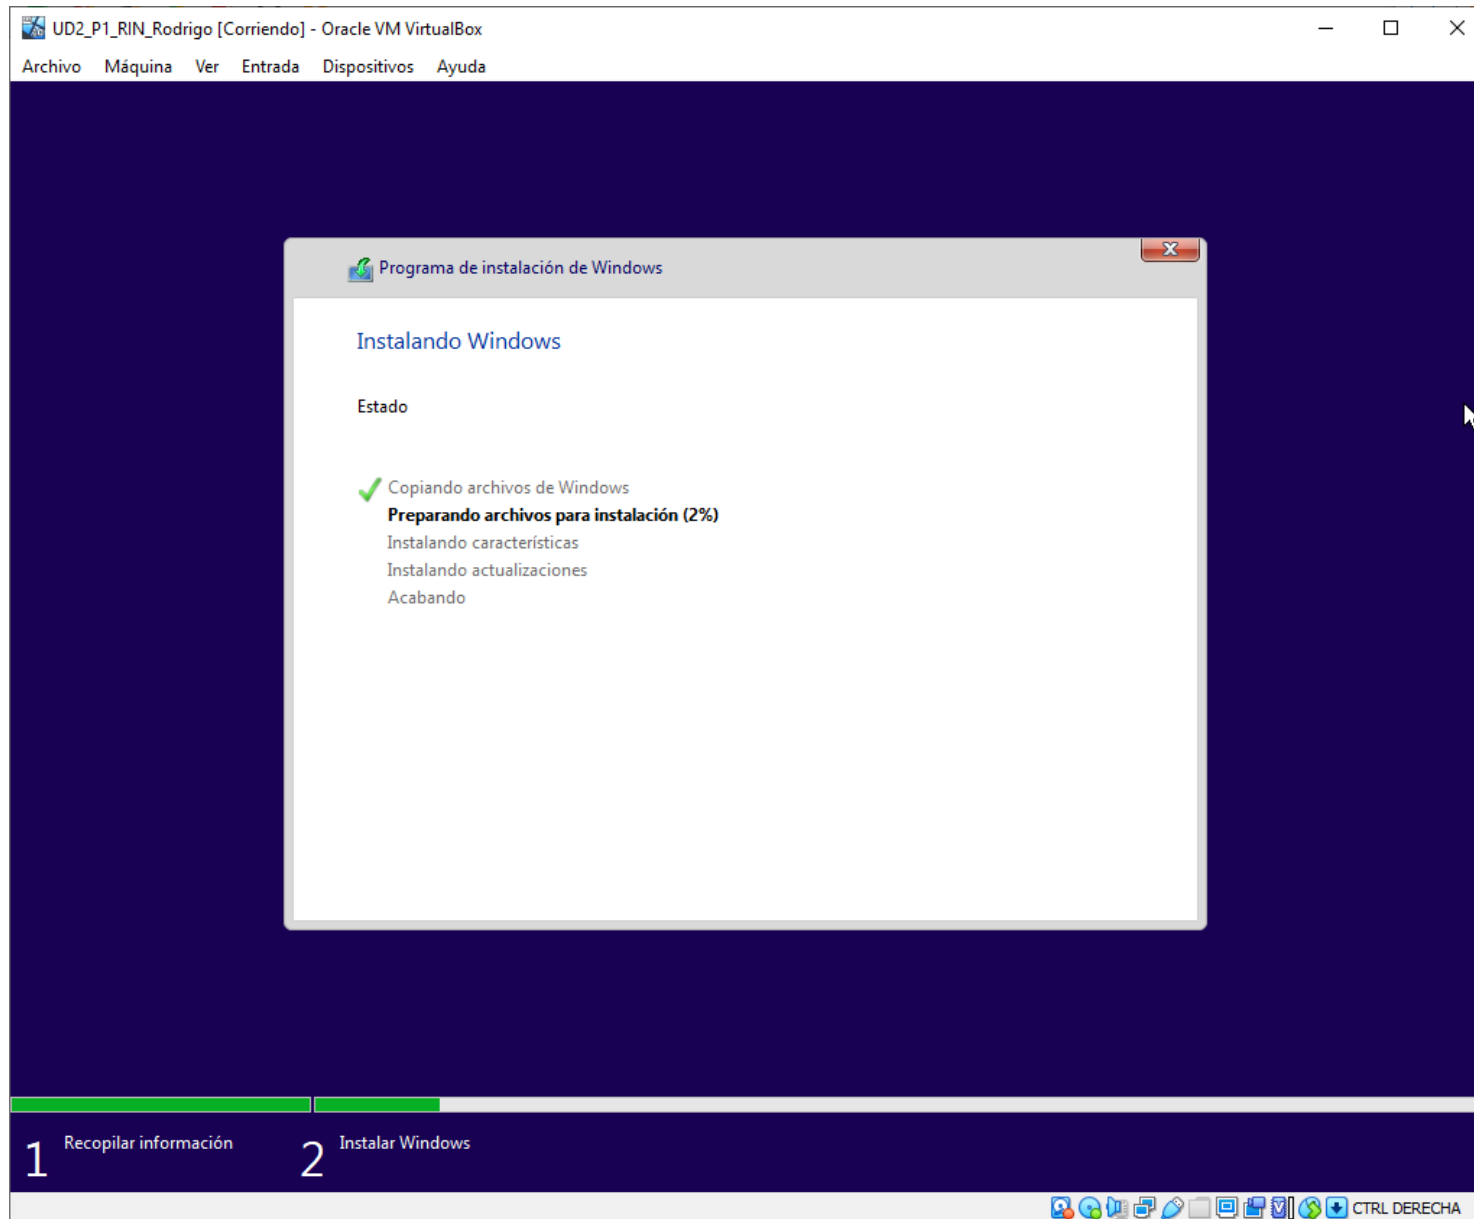 UD2_P1_RIN_Rodrigo [Corriendo] - Oracle VM VirtualBox
Archivo Máquina Ver Entrada Dispositivos Ayuda
Programa de instalación de Windows
Instalando Windows
Estado
Copiando archivos de Windows
Preparando archivos para instalación (2%)
Instalando características
Instalando actualizaciones
Acabando
1 Recopilar información 2 Instalar Windows
CTRL DERECHA